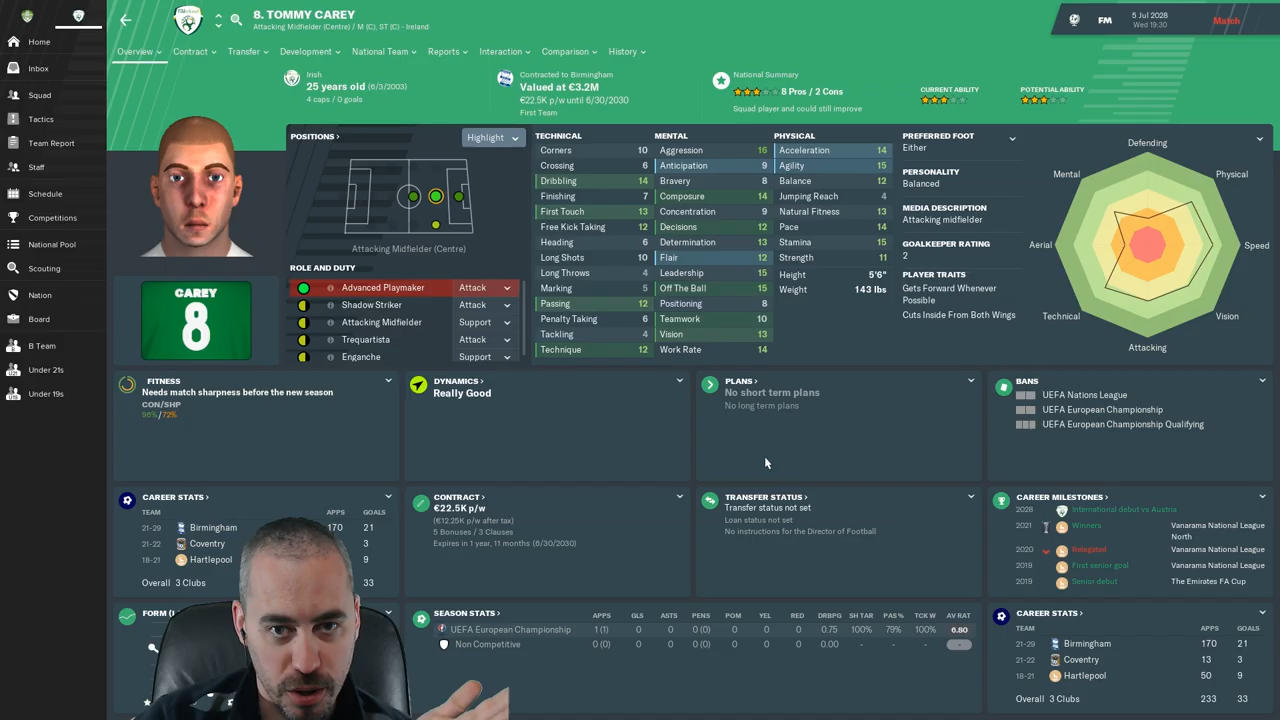 8. TOMMY CAREY
Attacking Midfielder (Centre) / M (C), ST (C) - Ireland
5 Jul 2028
Wed 19:30
FM
Match
Home
Inbox
Squad
Tactics
Team Report
Staff
Schedule
Competitions
National Pool
Scouting
Nation
Board
B Team
Under 21s
Under 19s
Overview
Contract
Transfer
Development
National Team
Reports
Interaction
Comparison
History
Irish
25 years old (6/3/2003)
4 caps / 0 goals
Contracted to Birmingham
Valued at €3.2M
€22.5K p/w until 6/30/2030
First Team
National Summary
8 Pros / 2 Cons
Squad player and could still improve
CURRENT ABILITY
POTENTIAL ABILITY
POSITIONS >
Highlight
Attacking Midfielder (Centre)
ROLE AND DUTY
Advanced Playmaker Attack
Shadow Striker Attack
Attacking Midfielder Support
Trequartista Attack
Enganche Support
CAREY
8
TECHNICAL
Corners 10
Crossing 6
Dribbling 14
Finishing 7
First Touch 13
Free Kick Taking 12
Heading 6
Long Shots 10
Long Throws 4
Marking 5
Passing 12
Penalty Taking 6
Tackling 4
Technique 12
MENTAL
Aggression 16
Anticipation 9
Bravery 8
Composure 14
Concentration 9
Decisions 12
Determination 13
Flair 12
Leadership 15
Off The Ball 15
Positioning 8
Teamwork 10
Vision 13
Work Rate 14
PHYSICAL
Acceleration 14
Agility 15
Balance 12
Jumping Reach 4
Natural Fitness 13
Pace 14
Stamina 15
Strength 11
Height 5'6"
Weight 143 lbs
PREFERRED FOOT
Either
PERSONALITY
Balanced
MEDIA DESCRIPTION
Attacking midfielder
GOALKEEPER RATING
2
PLAYER TRAITS
Gets Forward Whenever
Possible
Cuts Inside From Both Wings
Defending
Mental
Physical
Aerial
Speed
Technical
Vision
Attacking
FITNESS
Needs match sharpness before the new season
CON/SHP
96%/72%
DYNAMICS >
Really Good
PLANS >
No short term plans
No long term plans
BANS
UEFA Nations League
UEFA European Championship
UEFA European Championship Qualifying
CAREER STATS >
TEAM APPS GOALS
21-29 Birmingham 170 21
21-22 Coventry 3
18-21 Hartlepool 9
Overall 3 Clubs 33
CONTRACT >
€22.5K p/w
(€12.25K p/w after tax)
5 Bonuses / 3 Clauses
Expires in 1 year, 11 months (6/30/2030)
TRANSFER STATUS >
Transfer status not set
Loan status not set
No instructions for the Director of Football
CAREER MILESTONES >
2028 International debut vs Austria
2021 Winners Vanarama National League
North
2020 Relegated Vanarama National League
2019 First senior goal Vanarama National League
2019 Senior debut The Emirates FA Cup
SEASON STATS >
APPS GLS ASTS PENS POM YEL RED DRBPG SH TAR PAS % TCK W AV RAT
UEFA European Championship 1 (1) 0 0 0 (0) 0 0 0 0.75 100% 79% 100% 6.80
Non Competitive 0 (0) 0 0 0 (0) 0 0 0 0.00 - - - -
CAREER STATS >
TEAM APPS GOALS
21-29 Birmingham 170 21
21-22 Coventry 13 3
18-21 Hartlepool 50 9
Overall 3 Clubs 233 33